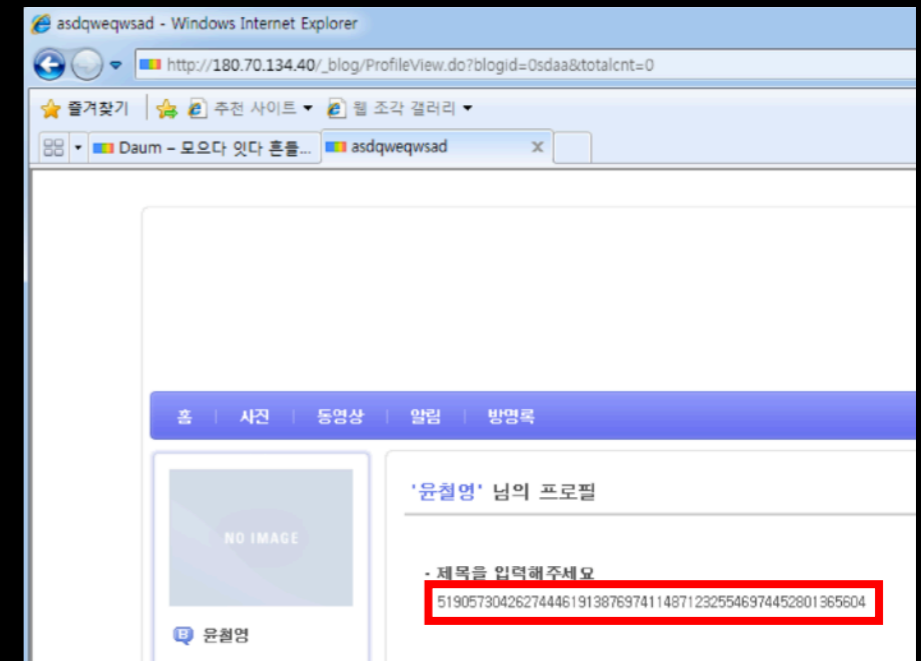 asdqweqwsad - Windows Internet Explorer
http://180.70.134.40/_blog/ProfileView.do?blogid=0sdaa&totalcnt=0
즐겨찾기 추천 사이트 웹 조각 갤러리
Daum - 모으다 잇다 흔들... asdqweqwsad x
홈 사진 동영상 알림 방명록
'윤철영' 님의 프로필
NO IMAGE
· 제목을 입력해주세요
5190573042627444619138769741148712325546974452801365604
B 윤철영